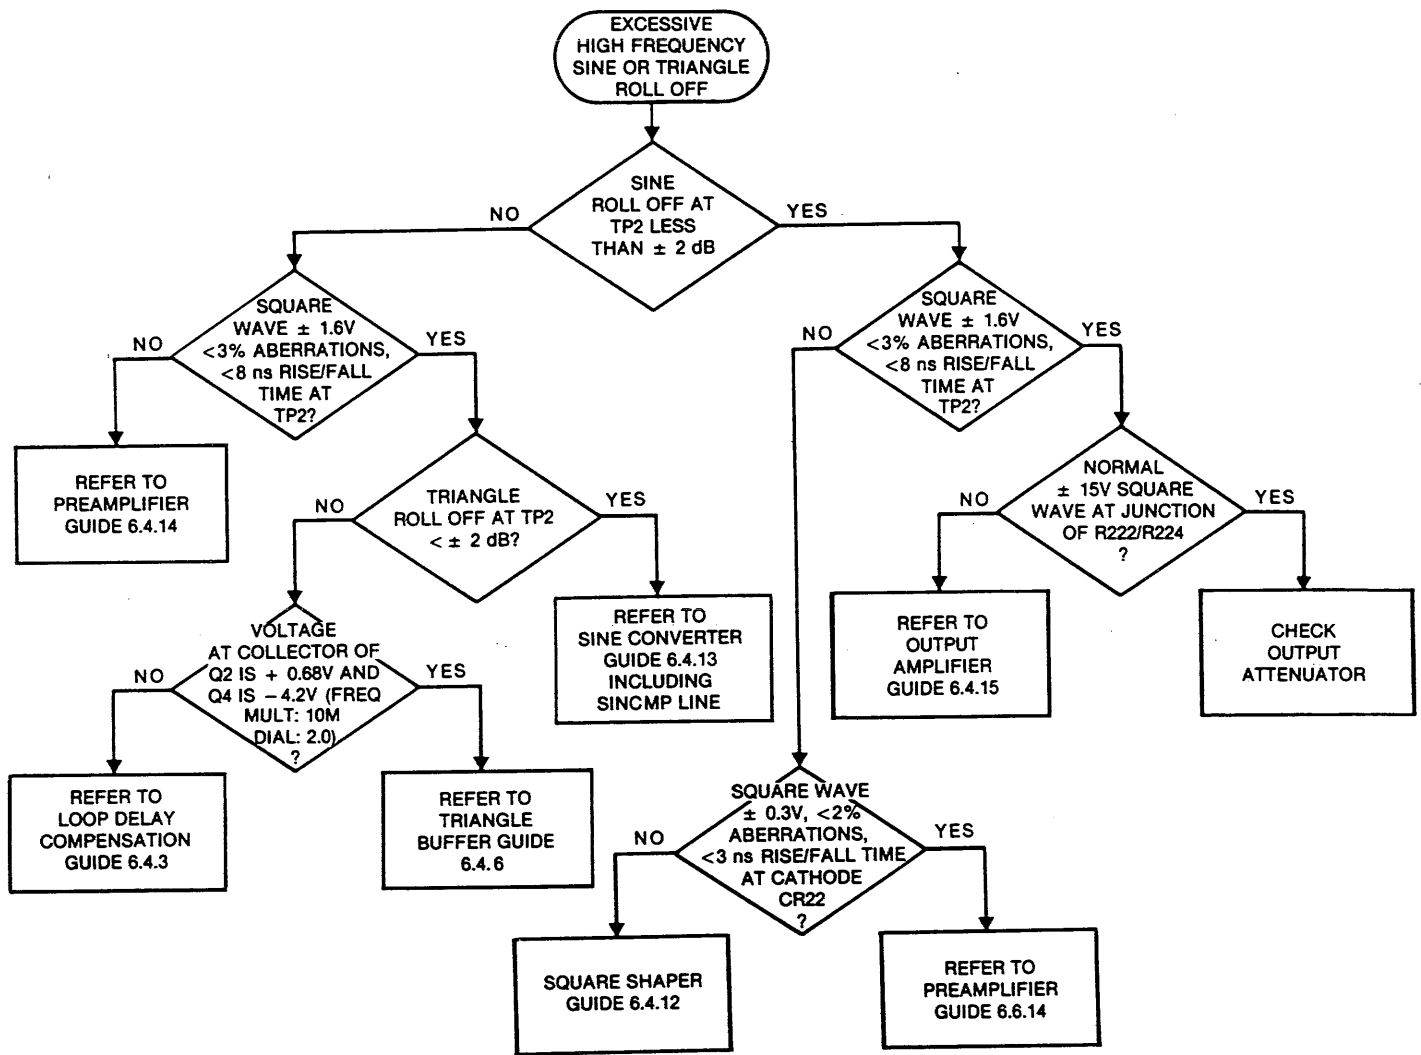 EXCESSIVE
HIGH FREQUENCY
SINE OR TRIANGLE
ROLL OFF
SINE
ROLL OFF AT
TP2 LESS
THAN ± 2 dB
NO
YES
SQUARE
WAVE ± 1.6V
<3% ABERRATIONS,
<8 ns RISE/FALL
TIME AT
TP2?
NO
YES
SQUARE
WAVE ± 1.6V
<3% ABERRATIONS,
<8 ns RISE/FALL
TIME AT
TP2?
NO
YES
REFER TO
PREAMPLIFIER
GUIDE 6.4.14
TRIANGLE
ROLL OFF AT TP2
< ± 2 dB?
NO
YES
NORMAL
± 15V SQUARE
WAVE AT JUNCTION
OF R222/R224
?
NO
YES
VOLTAGE
AT COLLECTOR OF
Q2 IS + 0.68V AND
Q4 IS – 4.2V (FREQ
MULT: 10M
DIAL: 2.0)
?
NO
YES
REFER TO
SINE CONVERTER
GUIDE 6.4.13
INCLUDING
SINCMP LINE
REFER TO
OUTPUT
AMPLIFIER
GUIDE 6.4.15
CHECK
OUTPUT
ATTENUATOR
REFER TO
LOOP DELAY
COMPENSATION
GUIDE 6.4.3
REFER TO
TRIANGLE
BUFFER GUIDE
6.4.6
SQUARE WAVE
± 0.3V, <2%
ABERRATIONS,
<3 ns RISE/FALL TIME
AT CATHODE
CR22
?
NO
YES
SQUARE SHAPER
GUIDE 6.4.12
REFER TO
PREAMPLIFIER
GUIDE 6.6.14